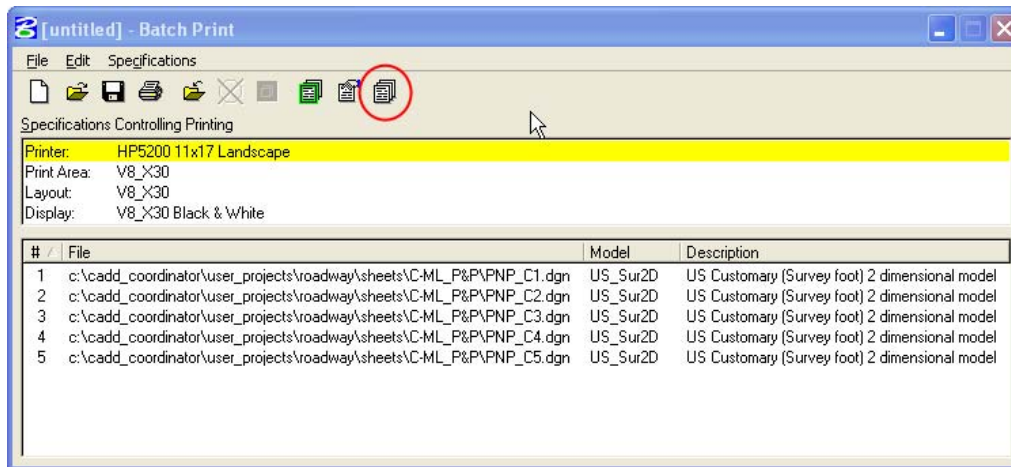 [untitled] - Batch Print
File Edit Specifications
Specifications Controlling Printing
Printer: HP5200 11x17 Landscape
Print Area: V8_X30
Layout: V8_X30
Display: V8_X30 Black & White
# File Model Description
1 c:\cadd_coordinator\user_projects\roadway\sheets\C-ML_P&P\PNP_C1.dgn US_Sur2D US Customary (Survey foot) 2 dimensional model
2 c:\cadd_coordinator\user_projects\roadway\sheets\C-ML_P&P\PNP_C2.dgn US_Sur2D US Customary (Survey foot) 2 dimensional model
3 c:\cadd_coordinator\user_projects\roadway\sheets\C-ML_P&P\PNP_C3.dgn US_Sur2D US Customary (Survey foot) 2 dimensional model
4 c:\cadd_coordinator\user_projects\roadway\sheets\C-ML_P&P\PNP_C4.dgn US_Sur2D US Customary (Survey foot) 2 dimensional model
5 c:\cadd_coordinator\user_projects\roadway\sheets\C-ML_P&P\PNP_C5.dgn US_Sur2D US Customary (Survey foot) 2 dimensional model